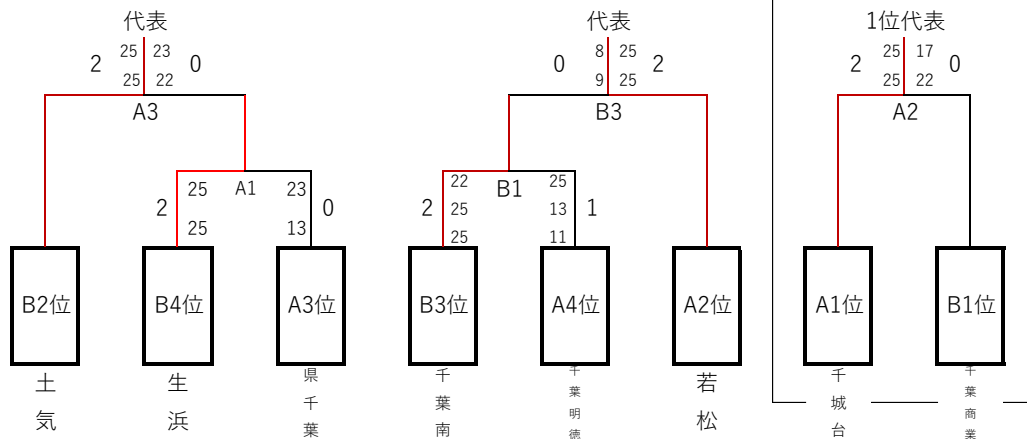 代表
代表
1位代表
2 25 23 0
25 22
0 8 25 2
9 25
2 25 17 0
25 22
A3
B3
A2
25 A1 23
2 0
25 13
22 B1 25
2 25 13 1
25 11
B2位 B4位 A3位 B3位 A4位 A2位 A1位 B1位
土気
生浜
県千葉
千葉南
千葉明徳
若松
千城台
千葉商業